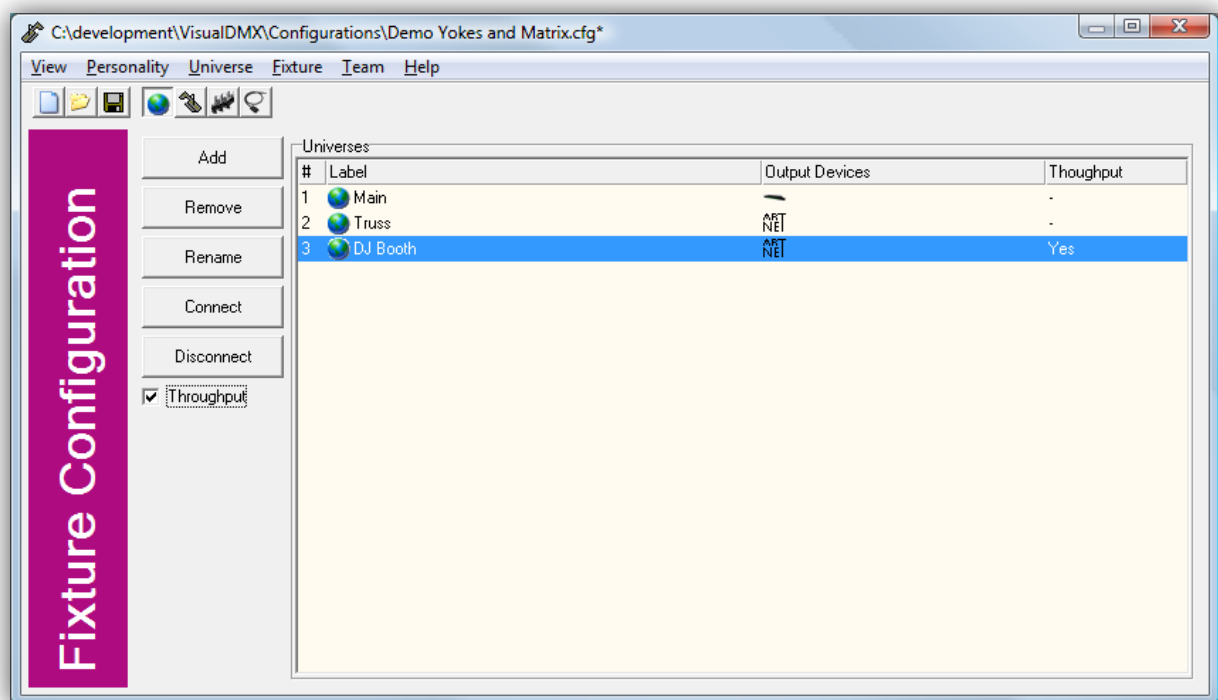 C:\development\VisualDMX\Configurations\Demo Yokes and Matrix.cfg*
View Personality Universe Fixture Team Help
Fixture Configuration
Add
Remove
Rename
Connect
Disconnect
Throughput
Universes
# Label Output Devices Thoughput
1 Main -
2 Truss ART NET -
3 DJ Booth ART NET Yes